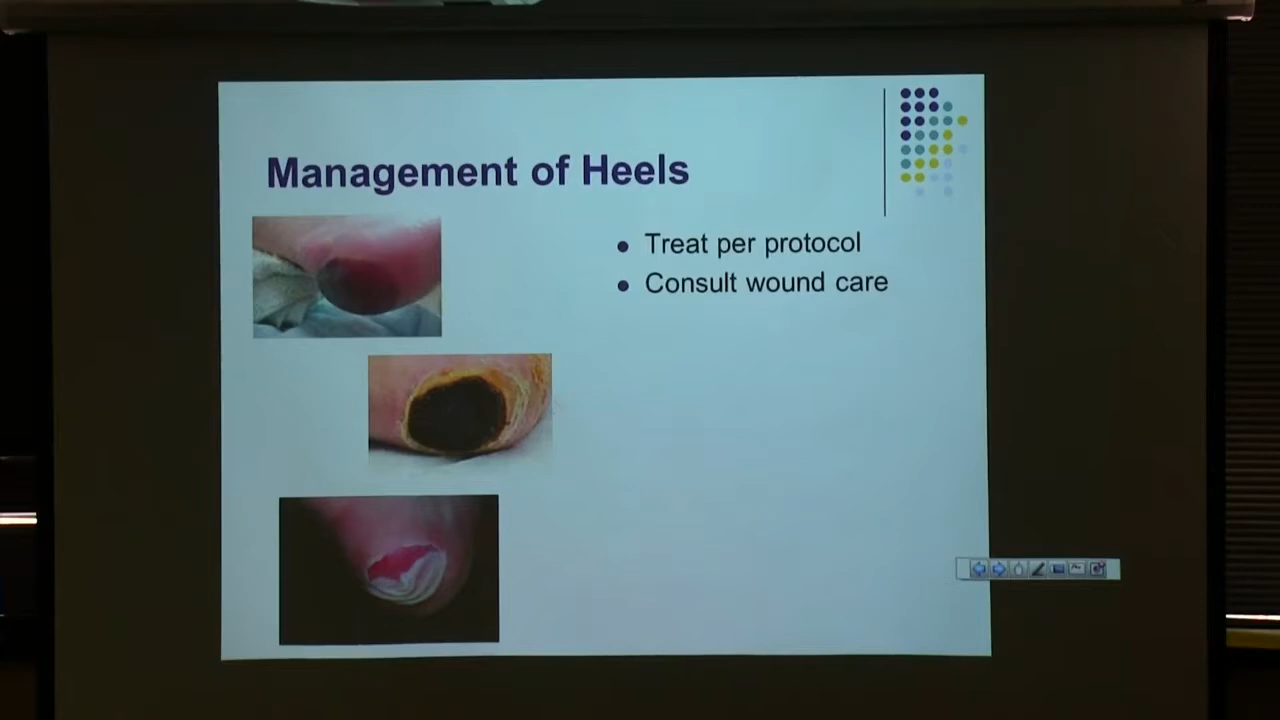 Management of Heels
Treat per protocol
Consult wound care